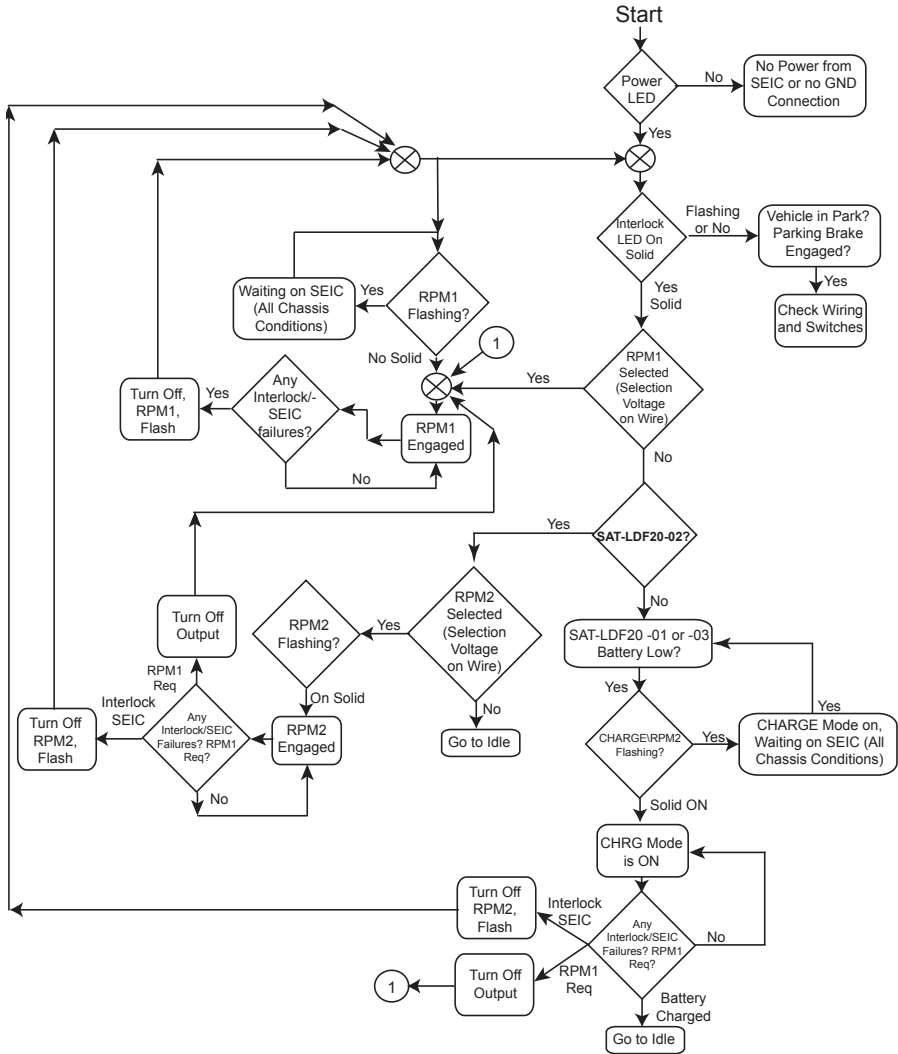 Start
Power
LED
No
No Power from
SEIC or no GND
Connection
Yes
Interlock
LED On
Solid
Flashing
or No
Vehicle in Park?
Parking Brake
Engaged?
Yes
Check Wiring
and Switches
Yes
Solid
Waiting on SEIC
(All Chassis
Conditions)
Yes
RPM1
Flashing?
No Solid
1
RPM1
Selected
(Selection
Voltage
on Wire)
Yes
No
Turn Off,
RPM1,
Flash
Yes
Any
Interlock/-
SEIC
failures?
RPM1
Engaged
No
SAT-LDF20-02?
Yes
No
RPM2
Selected
(Selection
Voltage
on Wire)
Yes
No
Go to Idle
RPM2
Flashing?
On Solid
RPM2
Engaged
Turn Off
Output
RPM1
Req
Interlock
SEIC
Turn Off
RPM2,
Flash
Any
Interlock/SEIC
Failures? RPM1
Req?
No
SAT-LDF20 -01 or -03
Battery Low?
Yes
Yes
CHARGE\RPM2
Flashing?
Yes
CHARGE Mode on,
Waiting on SEIC (All
Chassis Conditions)
Solid ON
CHRG Mode
is ON
Turn Off
RPM2,
Flash
Interlock
SEIC
Any
Interlock/SEIC
Failures? RPM1
Req?
No
1
Turn Off
Output
RPM1
Req
Battery
Charged
Go to Idle